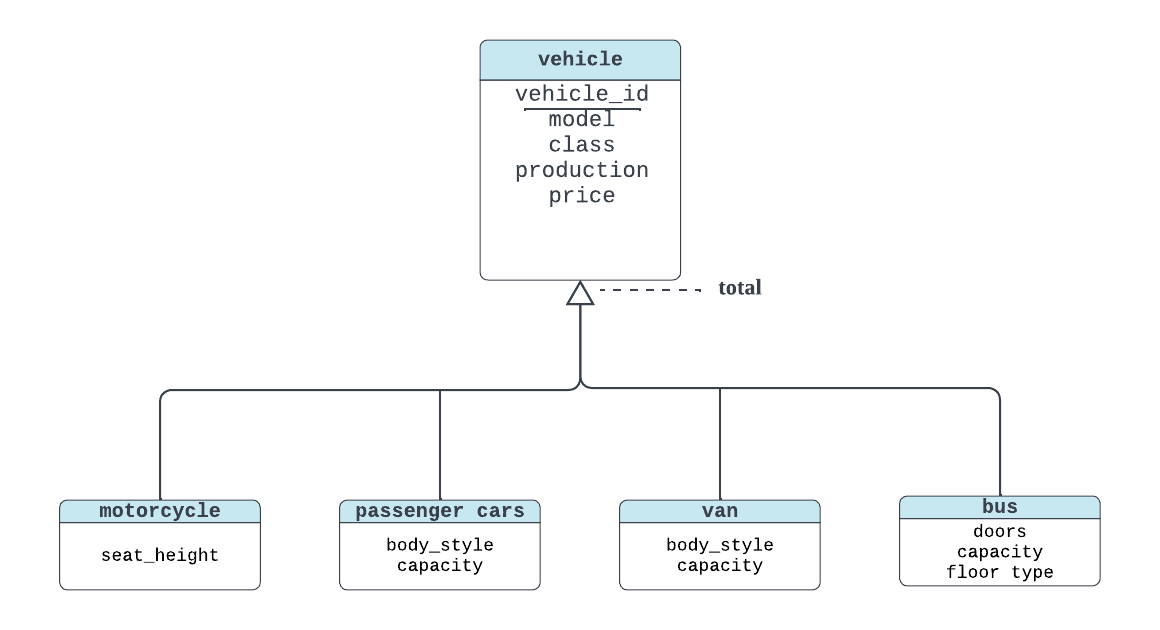 vehicle
vehicle_id
model
class
production
price
total
motorcycle
seat_height
passenger cars
body_style
capacity
van
body_style
capacity
bus
doors
capacity
floor type